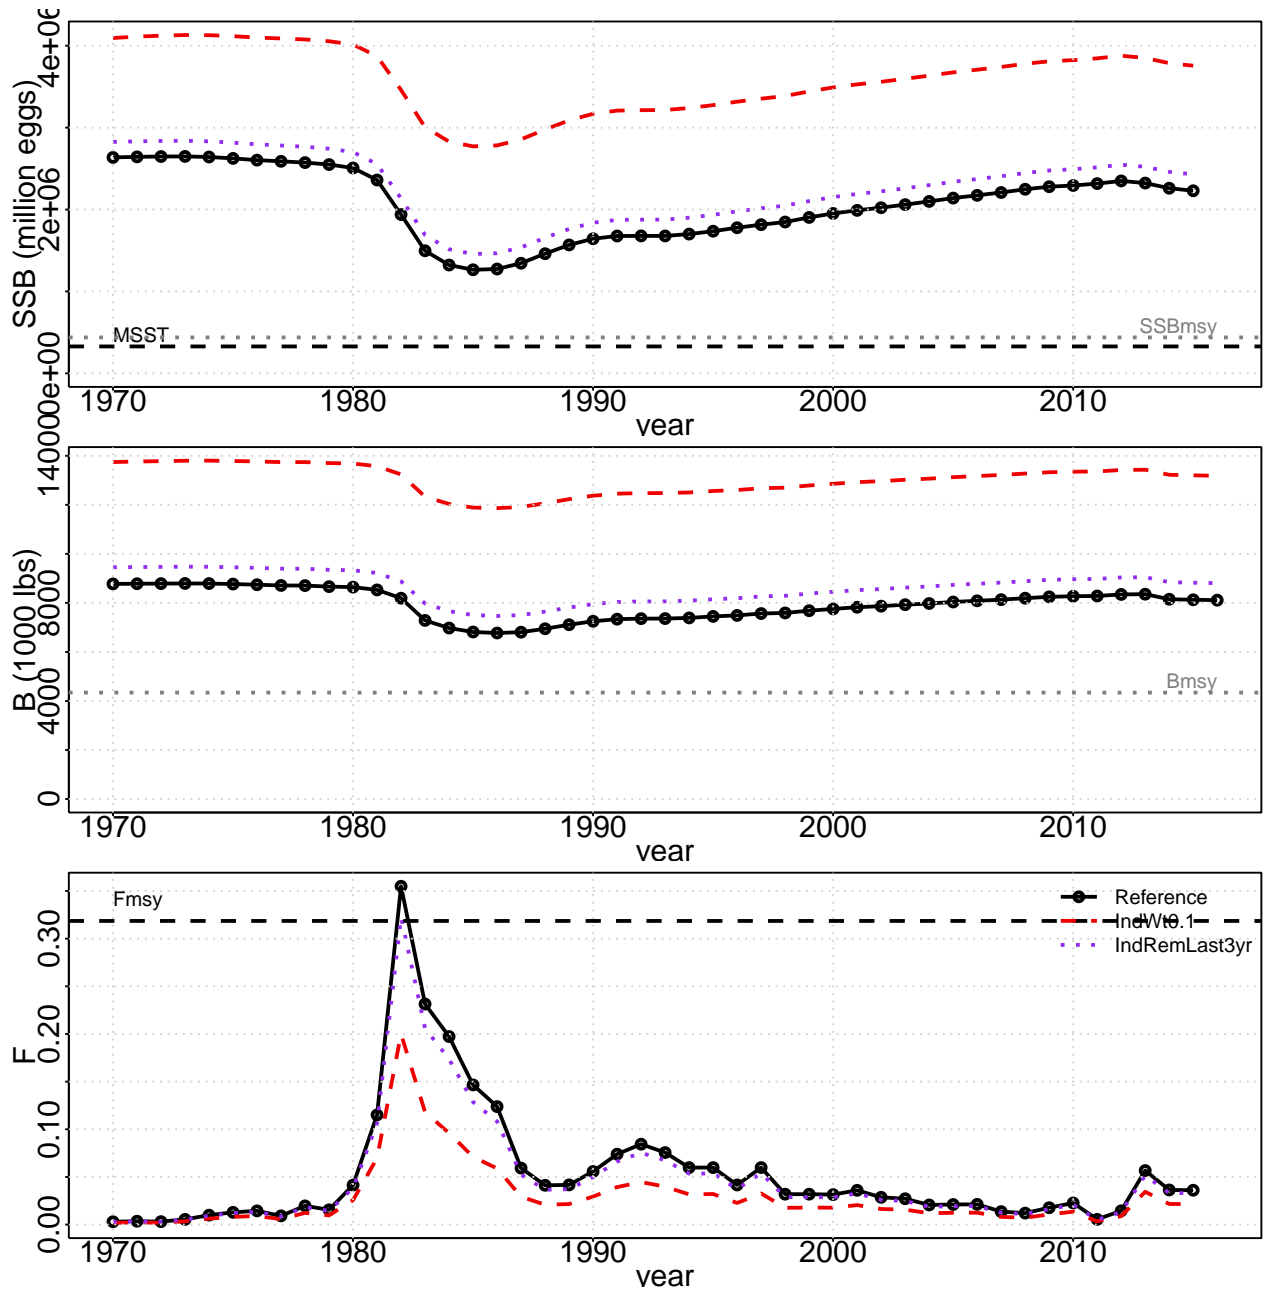 SSB (million eggs)
4e+06
2e+06
0e+00
MSST
SSBmsy
1970 1980 1990 2000 2010
year
B (1000 lbs)
14000
8000
4000
0
Bmsy
1970 1980 1990 2000 2010
year
F
0.30
0.20
0.10
0.00
Fmsy
Reference
IndWt0.1
IndRemLast3yr
1970 1980 1990 2000 2010
year